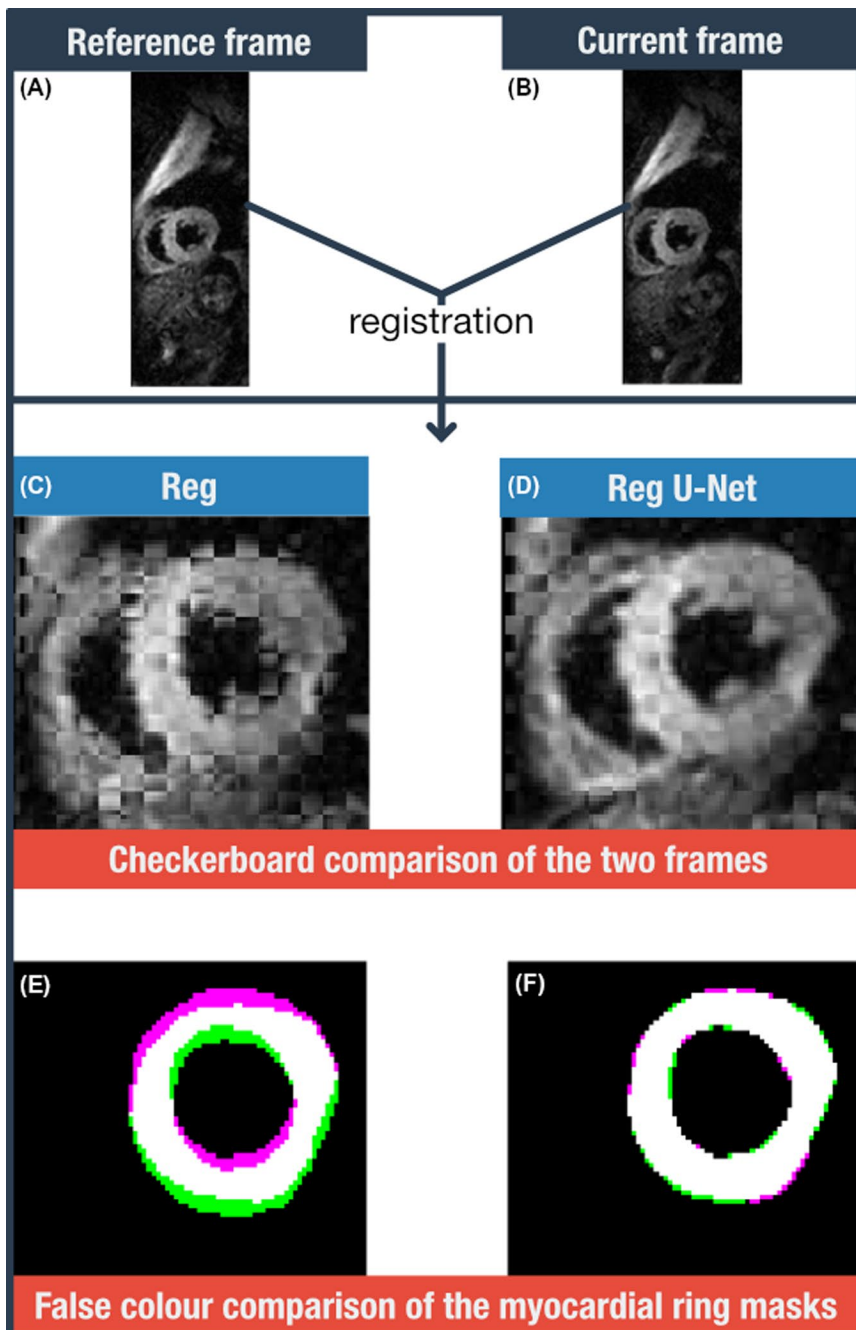 Reference frame
Current frame
(A)
(B)
registration
(C)
Reg
(D)
Reg U-Net
Checkerboard comparison of the two frames
(E)
(F)
False colour comparison of the myocardial ring masks